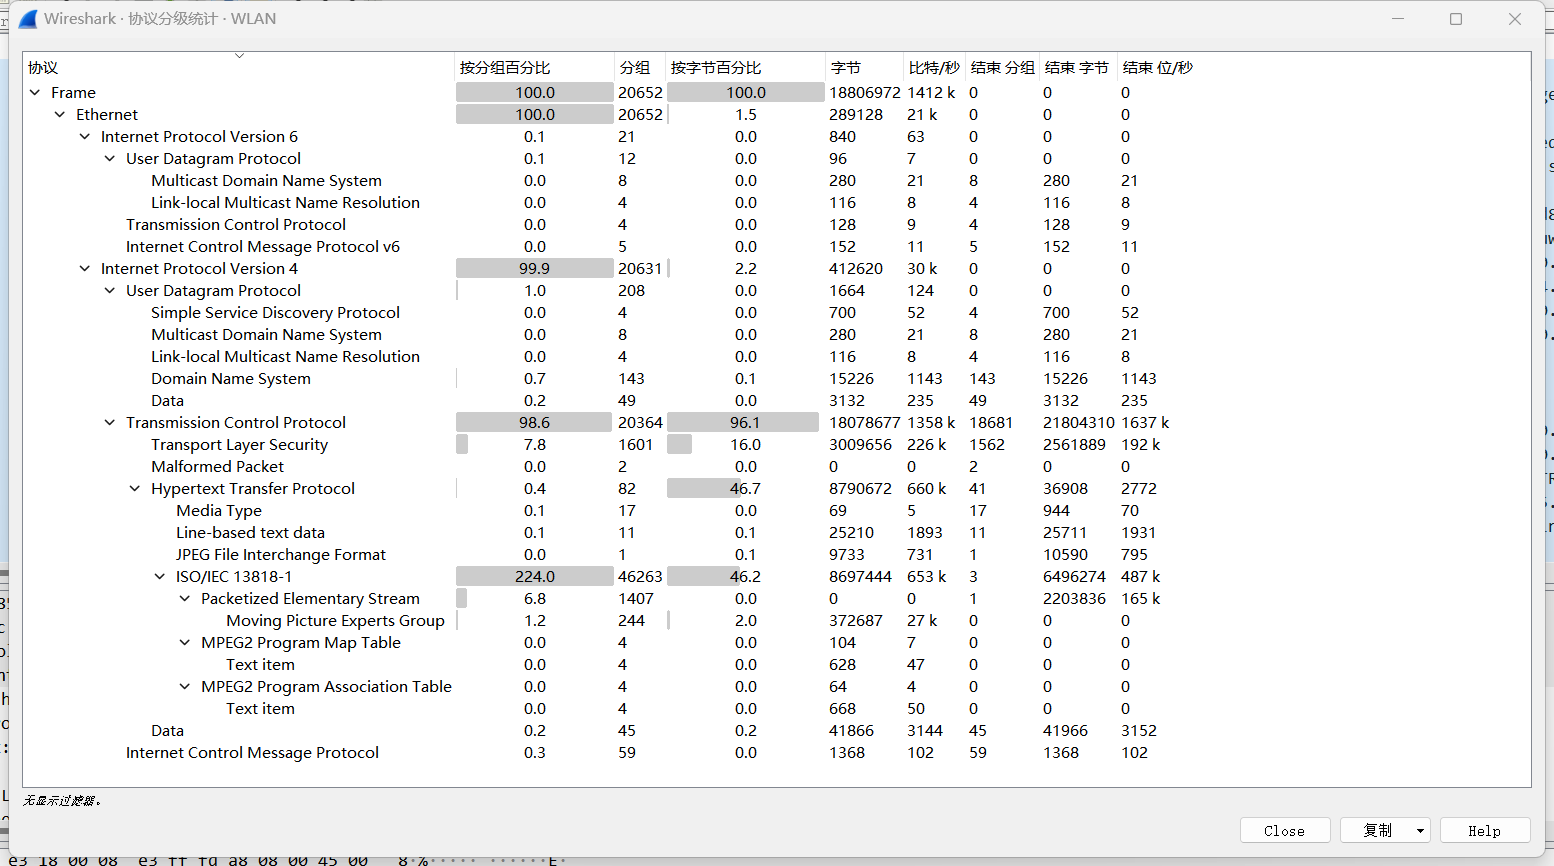 Wireshark · 协议分级统计 · WLAN
协议 按分组百分比 分组 按字节百分比 字节 比特/秒 结束 分组 结束 字节 结束 位/秒
Frame 100.0 20652 100.0 18806972 1412 k 0 0 0
Ethernet 100.0 20652 1.5 289128 21 k 0 0 0
Internet Protocol Version 6 0.1 21 0.0 840 63 0 0 0
User Datagram Protocol 0.1 12 0.0 96 7 0 0 0
Multicast Domain Name System 0.0 8 0.0 280 21 8 280 21
Link-local Multicast Name Resolution 0.0 4 0.0 116 8 4 116 8
Transmission Control Protocol 0.0 4 0.0 128 9 4 128 9
Internet Control Message Protocol v6 0.0 5 0.0 152 11 5 152 11
Internet Protocol Version 4 99.9 20631 2.2 412620 30 k 0 0 0
User Datagram Protocol 1.0 208 0.0 1664 124 0 0 0
Simple Service Discovery Protocol 0.0 4 0.0 700 52 4 700 52
Multicast Domain Name System 0.0 8 0.0 280 21 8 280 21
Link-local Multicast Name Resolution 0.0 4 0.0 116 8 4 116 8
Domain Name System 0.7 143 0.1 15226 1143 143 15226 1143
Data 0.2 49 0.0 3132 235 49 3132 235
Transmission Control Protocol 98.6 20364 96.1 18078677 1358 k 18681 21804310 1637 k
Transport Layer Security 7.8 1601 16.0 3009656 226 k 1562 2561889 192 k
Malformed Packet 0.0 2 0.0 0 0 2 0 0
Hypertext Transfer Protocol 0.4 82 46.7 8790672 660 k 41 36908 2772
Media Type 0.1 17 0.0 69 5 17 944 70
Line-based text data 0.1 11 0.1 25210 1893 11 25711 1931
JPEG File Interchange Format 0.0 1 0.1 9733 731 1 10590 795
ISO/IEC 13818-1 224.0 46263 46.2 8697444 653 k 3 6496274 487 k
Packetized Elementary Stream 6.8 1407 0.0 0 0 1 2203836 165 k
Moving Picture Experts Group 1.2 244 2.0 372687 27 k 0 0 0
MPEG2 Program Map Table 0.0 4 0.0 104 7 0 0 0
Text item 0.0 4 0.0 628 47 0 0 0
MPEG2 Program Association Table 0.0 4 0.0 64 4 0 0 0
Text item 0.0 4 0.0 668 50 0 0 0
Data 0.2 45 0.2 41866 3144 45 41966 3152
Internet Control Message Protocol 0.3 59 0.0 1368 102 59 1368 102
无显示过滤器。
Close 复制 Help
e3 18 00 08 e3 ff fd a8 08 00 45 00 8·%····· ······E·